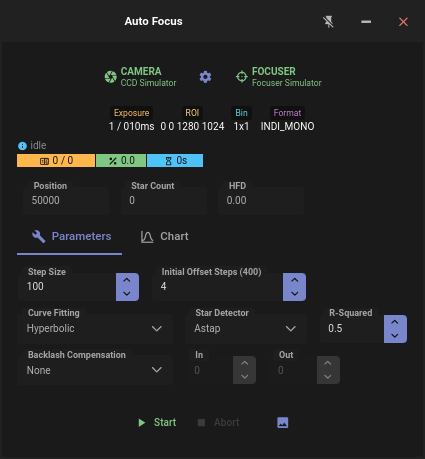 Auto Focus
CAMERA
CCD Simulator
FOCUSER
Focuser Simulator
Exposure ROI Bin Format
1 / 010ms 0 0 1280 1024 1x1 INDI_MONO
idle
0 / 0 0.0 0s
Position Star Count HFD
50000 0 0.00
Parameters Chart
Step Size Initial Offset Steps (400)
100 4
Curve Fitting Star Detector R-Squared
Hyperbolic Astap 0.5
Backlash Compensation In Out
None 0 0
Start Abort